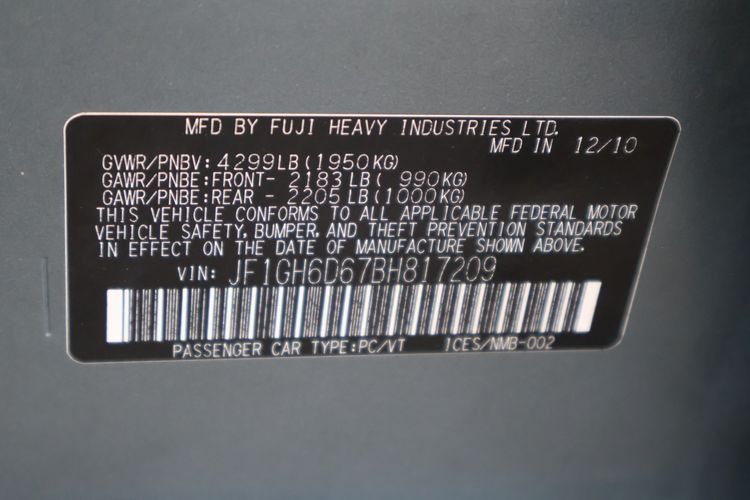 MFD BY FUJI HEAVY INDUSTRIES LTD.
MFD IN 12/10
GVWR/PNBV: 4299LB (1950KG)
GAWR/PNBE: FRONT- 2183LB ( 990KG)
GAWR/PNBE: REAR - 2205LB (1000KG)
THIS VEHICLE CONFORMS TO ALL APPLICABLE FEDERAL MOTOR
VEHICLE SAFETY, BUMPER, AND THEFT PREVENTION STANDARDS
IN EFFECT ON THE DATE OF MANUFACTURE SHOWN ABOVE.
VIN: JF1GH6D67BH817209
PASSENGER CAR TYPE:PC/VT 1CES/NMB-002